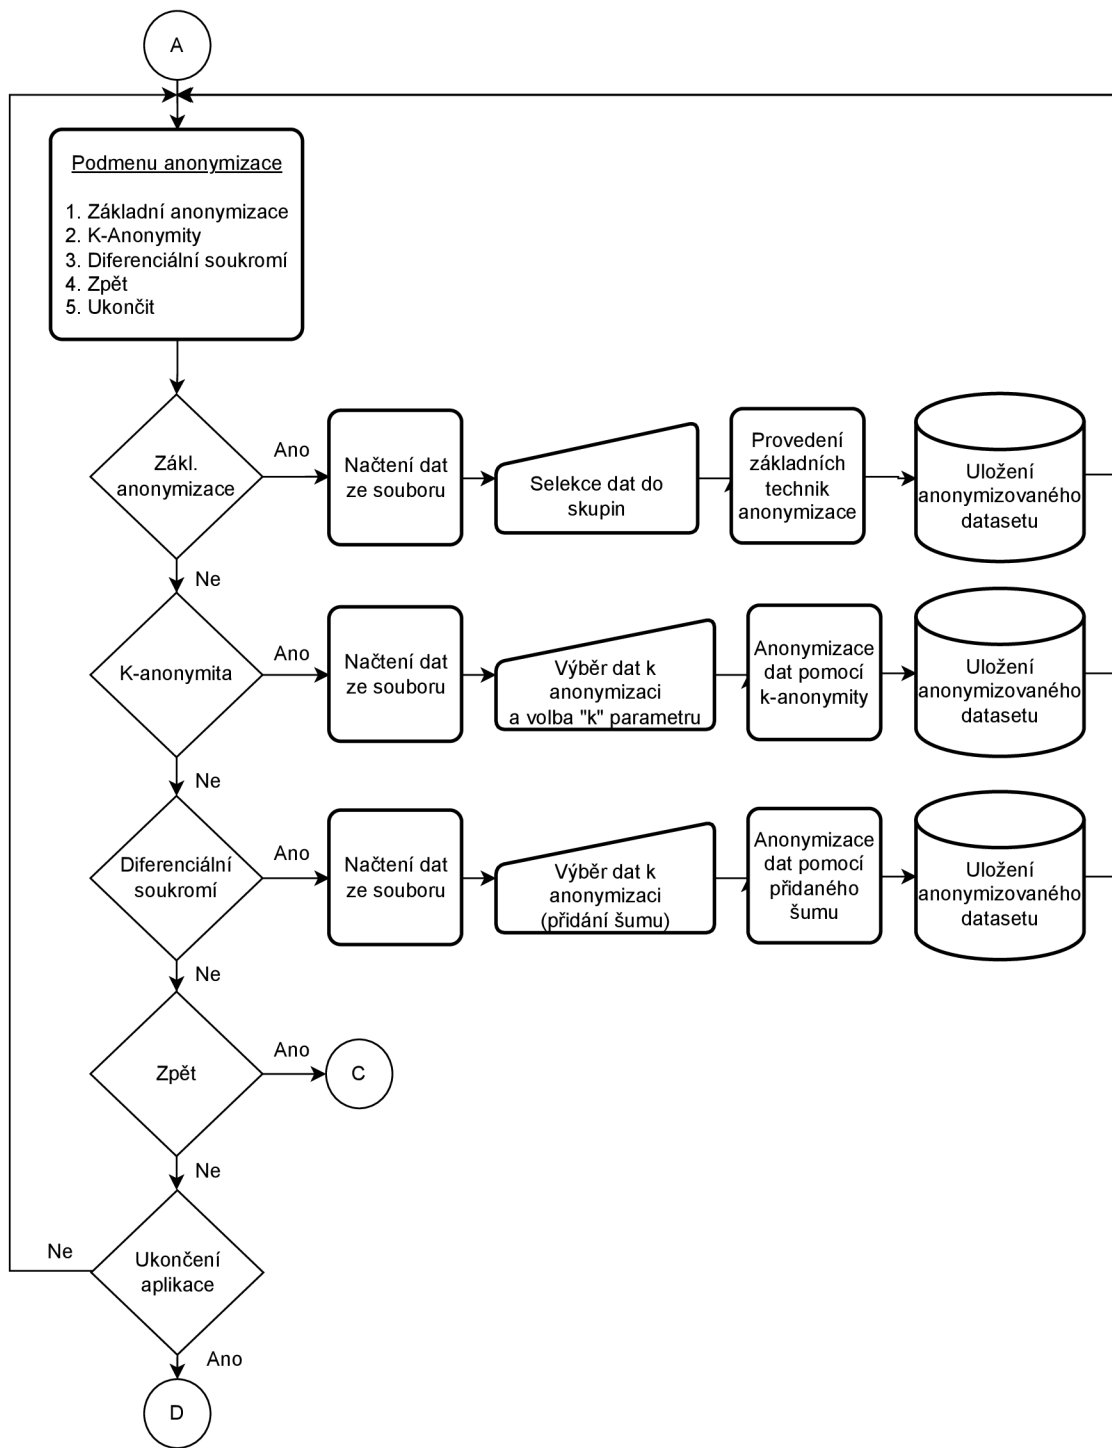 A
Podmenu anonymizace
1. Základní anonymizace
2. K-Anonymity
3. Diferenciální soukromí
4. Zpět
5. Ukončit
Zákl.
anonymizace
Ano
Načtení dat
ze souboru
Selekce dat do
skupin
Provedení
základních
technik
anonymizace
Uložení
anonymizovaného
datasetu
Ne
K-anonymita
Ano
Načtení dat
ze souboru
Výběr dat k
anonymizaci
a volba "k" parametru
Anonymizace
dat pomocí
k-anonymity
Uložení
anonymizovaného
datasetu
Ne
Diferenciální
soukromí
Ano
Načtení dat
ze souboru
Výběr dat k
anonymizaci
(přidání šumu)
Anonymizace
dat pomocí
přidaného
šumu
Uložení
anonymizovaného
datasetu
Ne
Zpět
Ano
C
Ne
Ukončení
aplikace
Ne
Ano
D